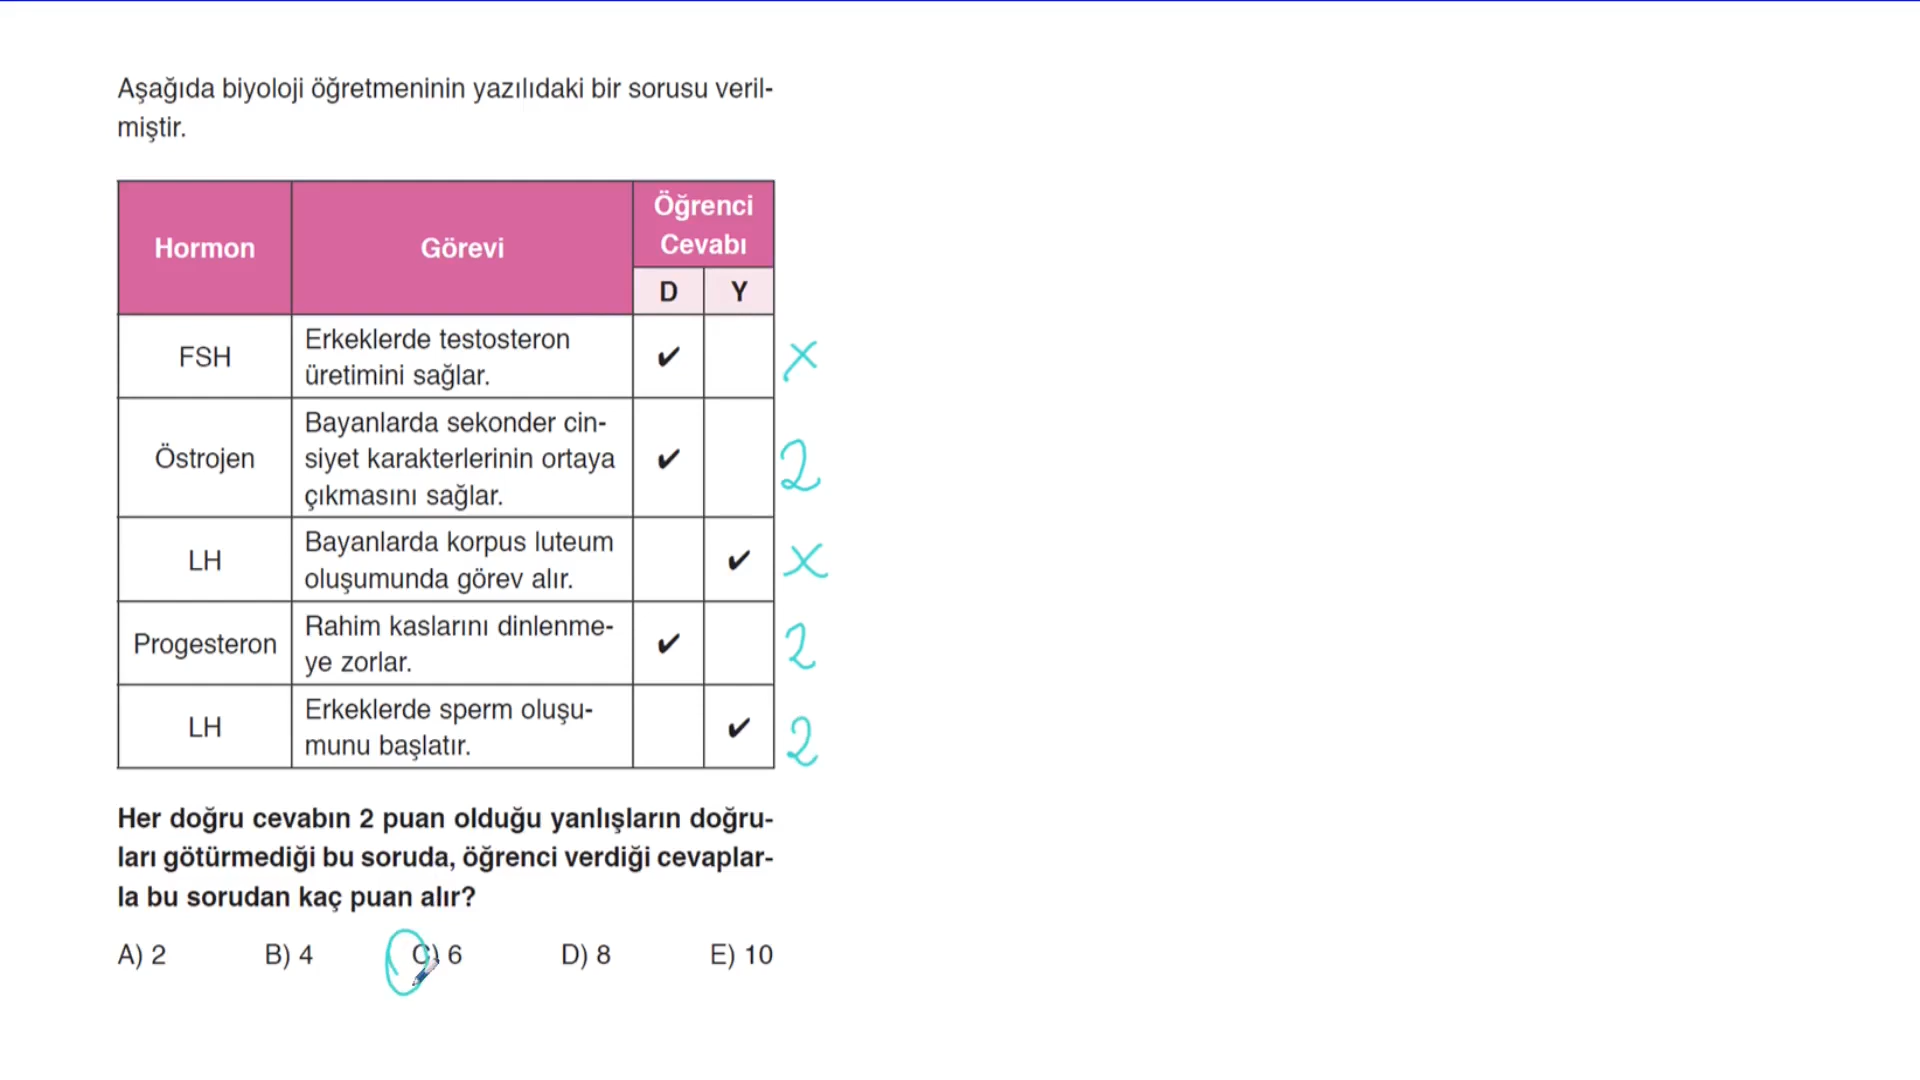 Aşağıda biyoloji öğretmeninin yazılıdaki bir sorusu veril-
miştir.
Hormon
Görevi
Öğrenci
Cevabı
D
Y
FSH
Erkeklerde testosteron
üretimini sağlar.
✔
x
Östrojen
Bayanlarda sekonder cin-
siyet karakterlerinin ortaya
çıkmasını sağlar.
✔
2
LH
Bayanlarda korpus luteum
oluşumunda görev alır.
✔
x
Progesteron
Rahim kaslarını dinlenme-
ye zorlar.
✔
2
LH
Erkeklerde sperm oluşu-
munu başlatır.
✔
2
Her doğru cevabın 2 puan olduğu yanlışların doğru-
ları götürmediği bu soruda, öğrenci verdiği cevaplar-
la bu sorudan kaç puan alır?
A) 2 B) 4 C) 6 D) 8 E) 10